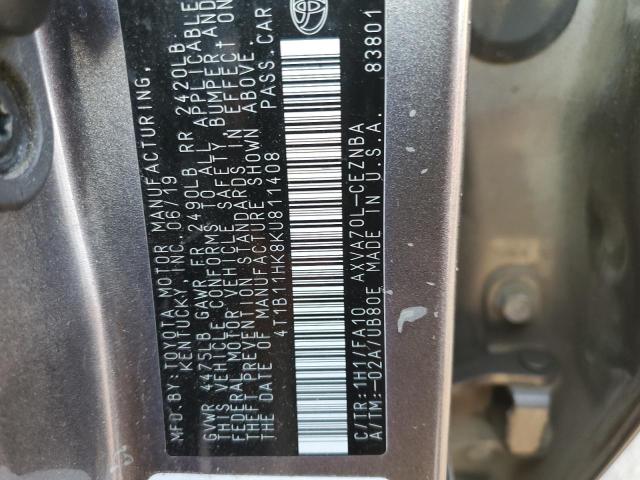 MFD.BY:TOYOTA MOTOR MANUFACTURING,
KENTUCKY, INC. 06/19
GVWR 4475LB GAWR FR 2490LB RR 2420LB
THIS VEHICLE CONFORMS TO ALL APPLICABLE
FEDERAL MOTOR VEHICLE SAFETY, BUMPER AND
THEFT PREVENTION STANDARDS IN EFFECT ON
THE DATE OF MANUFACTURE SHOWN ABOVE.
4T1B11HK8KU811408 PASS.CAR
C/TR:1H1/FA10 AXVA70L-CEZNBA
A/TM:-02A/UB80E MADE IN U.S.A. 83801